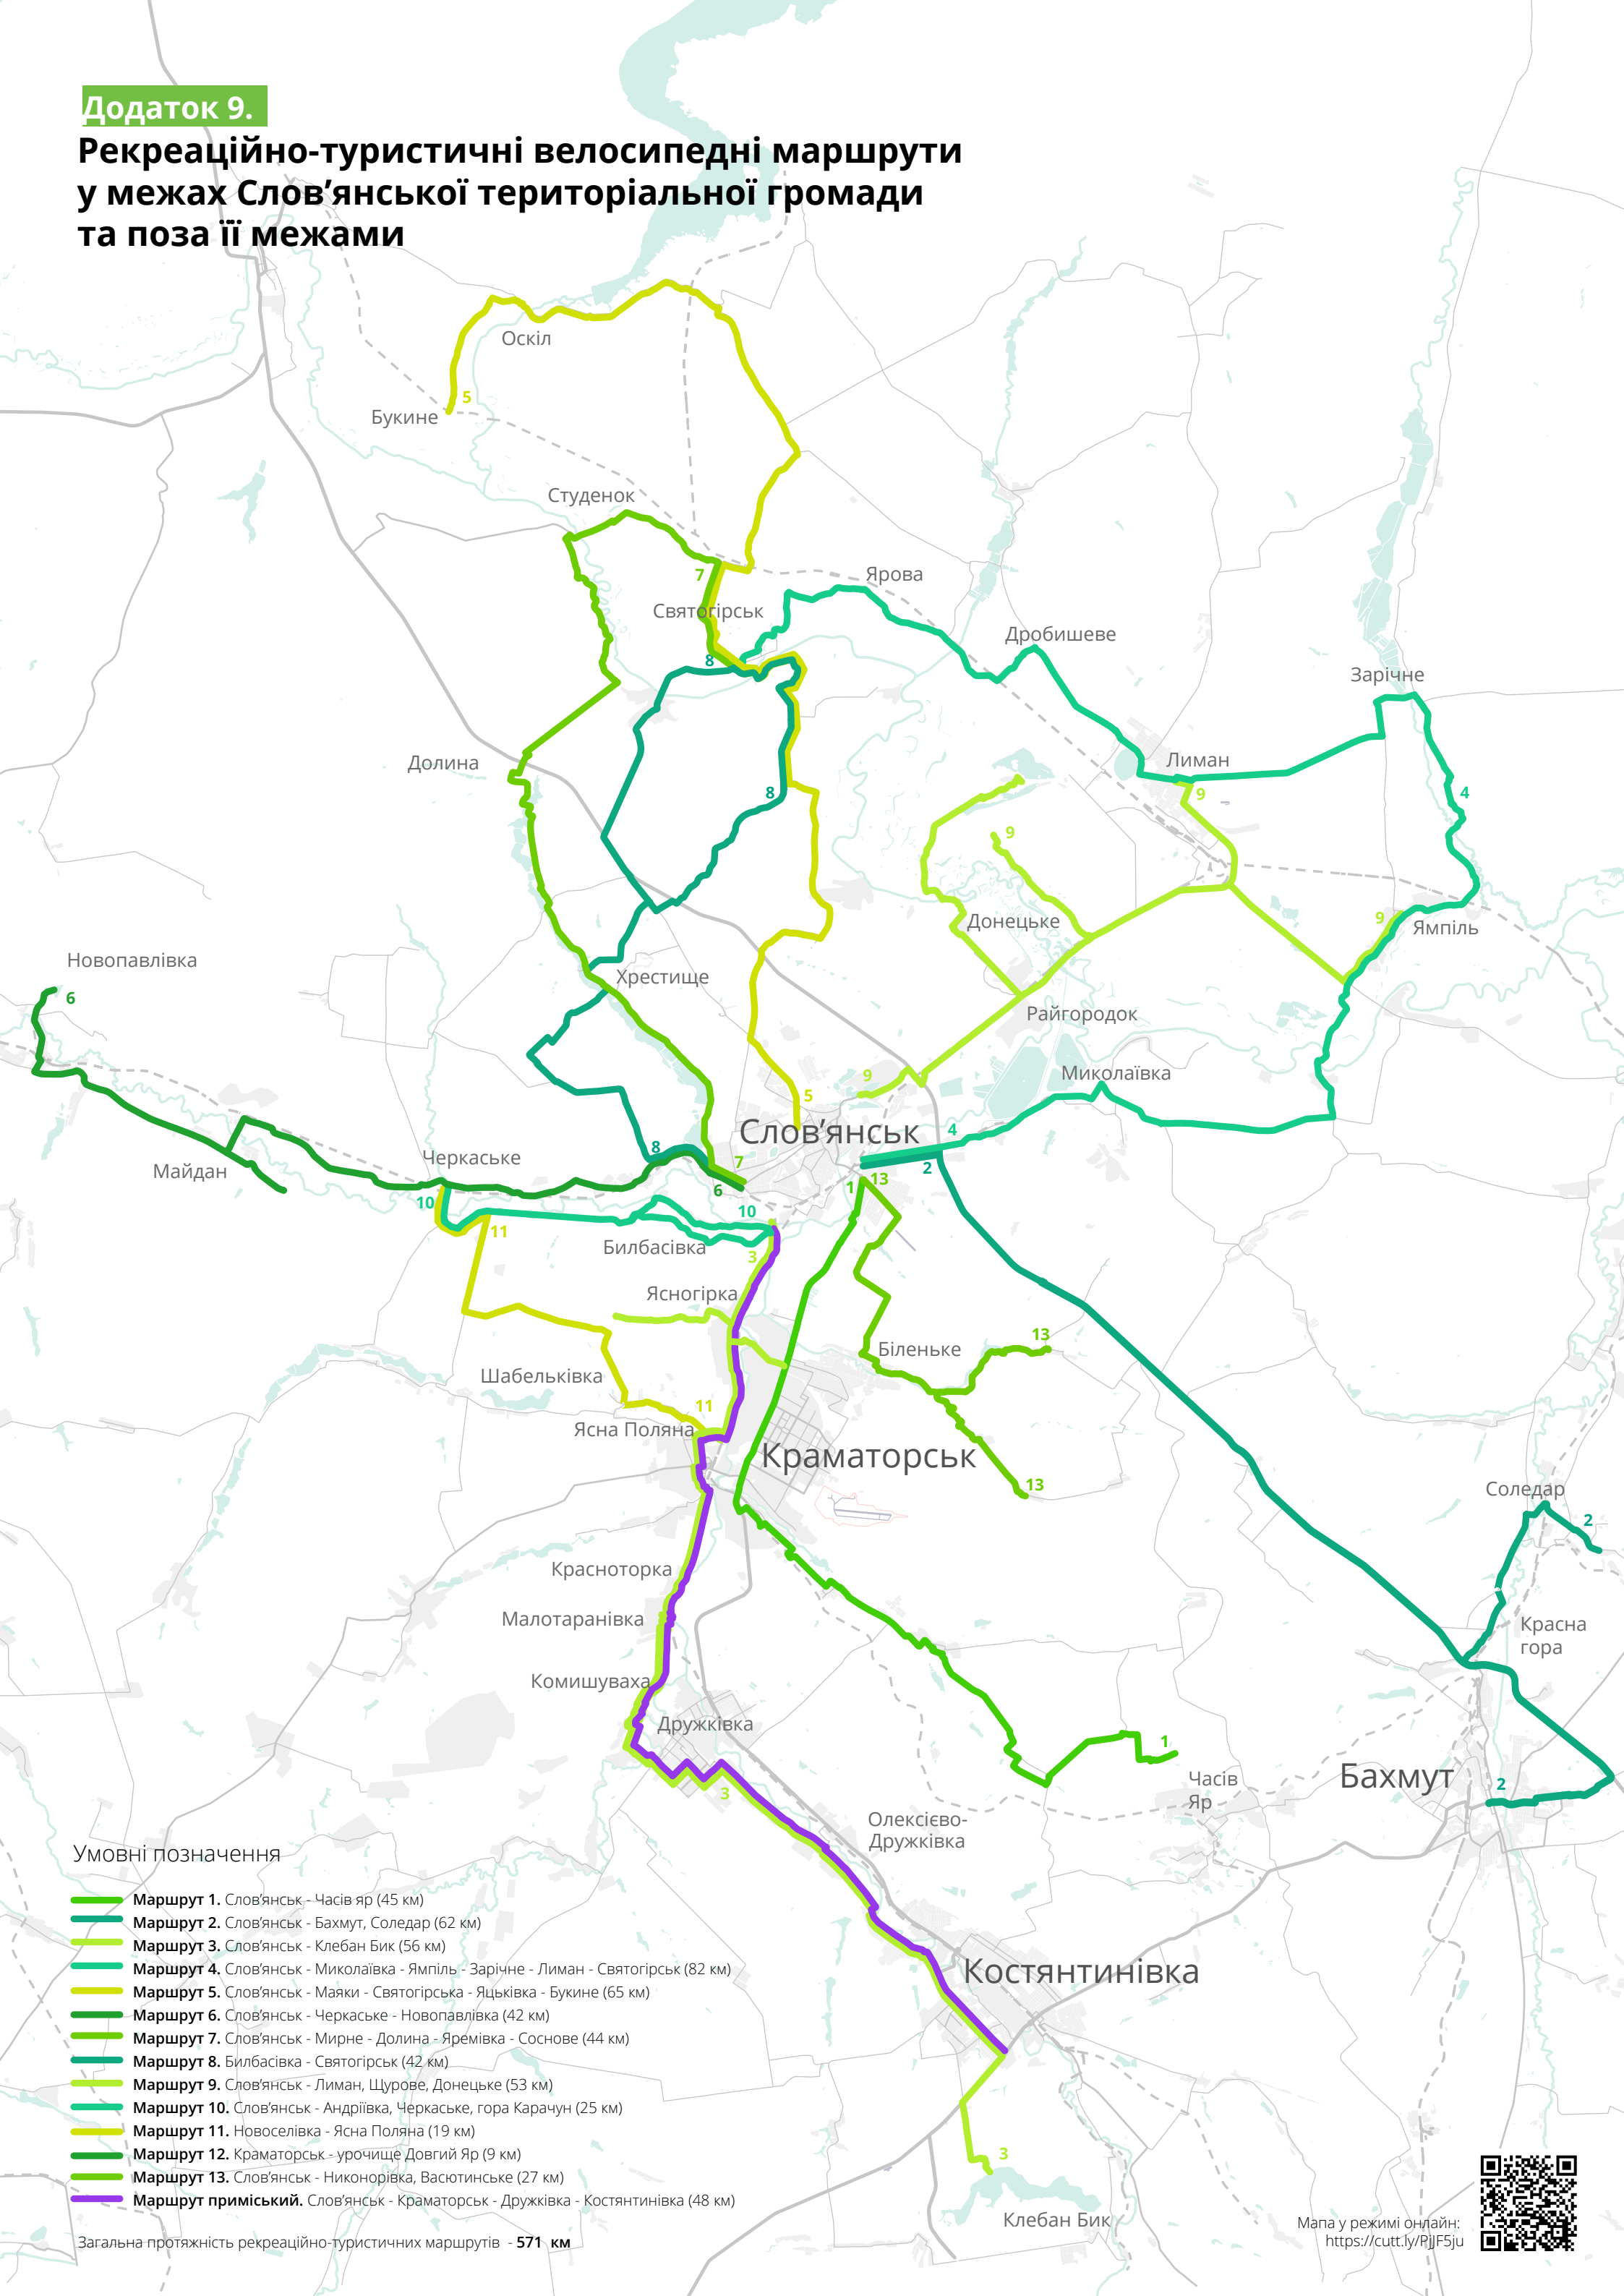 Додаток 9.
Рекреаційно-туристичні велосипедні маршрути
у межах Слов’янської територіальної громади
та поза її межами
Оскіл
5
Букине
Студенок
7
Ярова
Святогірськ
Дробишеве
8
Зарічне
Долина
Лиман
8
9
4
9
Донецьке
9
Ямпіль
Новопавлівка
6
Хрестище
Райгородок
Миколаївка
9
5
Слов’янськ
4
2
Черкаське
8
Майдан
7
6
13
1
10
11
10
Билбасівка
3
Ясногірка
13
Біленьке
Шабельківка
11
Ясна Поляна
Краматорськ
13
Соледар
2
Красноторка
Малотаранівка
Красна
гора
Комишуваха
Дружківка
1
Часів
Яр
Бахмут
2
3
Олексієво-
Дружківка
Костянтинівка
3
Клебан Бик
Умовні позначення
Маршрут 1. Слов’янськ - Часів яр (45 км)
Маршрут 2. Слов’янськ - Бахмут, Соледар (62 км)
Маршрут 3. Слов’янськ - Клебан Бик (56 км)
Маршрут 4. Слов’янськ - Миколаївка - Ямпіль - Зарічне - Лиман - Святогірськ (82 км)
Маршрут 5. Слов’янськ - Маяки - Святогірська - Яцьківка - Букине (65 км)
Маршрут 6. Слов’янськ - Черкаське - Новопавлівка (42 км)
Маршрут 7. Слов’янськ - Мирне - Долина - Яремівка - Соснове (44 км)
Маршрут 8. Билбасівка - Святогірськ (42 км)
Маршрут 9. Слов’янськ - Лиман, Щурове, Донецьке (53 км)
Маршрут 10. Слов’янськ - Андріївка, Черкаське, гора Карачун (25 км)
Маршрут 11. Новоселівка - Ясна Поляна (19 км)
Маршрут 12. Краматорськ - урочище Довгий Яр (9 км)
Маршрут 13. Слов’янськ - Никонорівка, Васютинське (27 км)
Маршрут приміський. Слов’янськ - Краматорськ - Дружківка - Костянтинівка (48 км)
Загальна протяжність рекреаційно-туристичних маршрутів - 571 км
Мапа у режимі онлайн:
https://cutt.ly/PjJF5ju